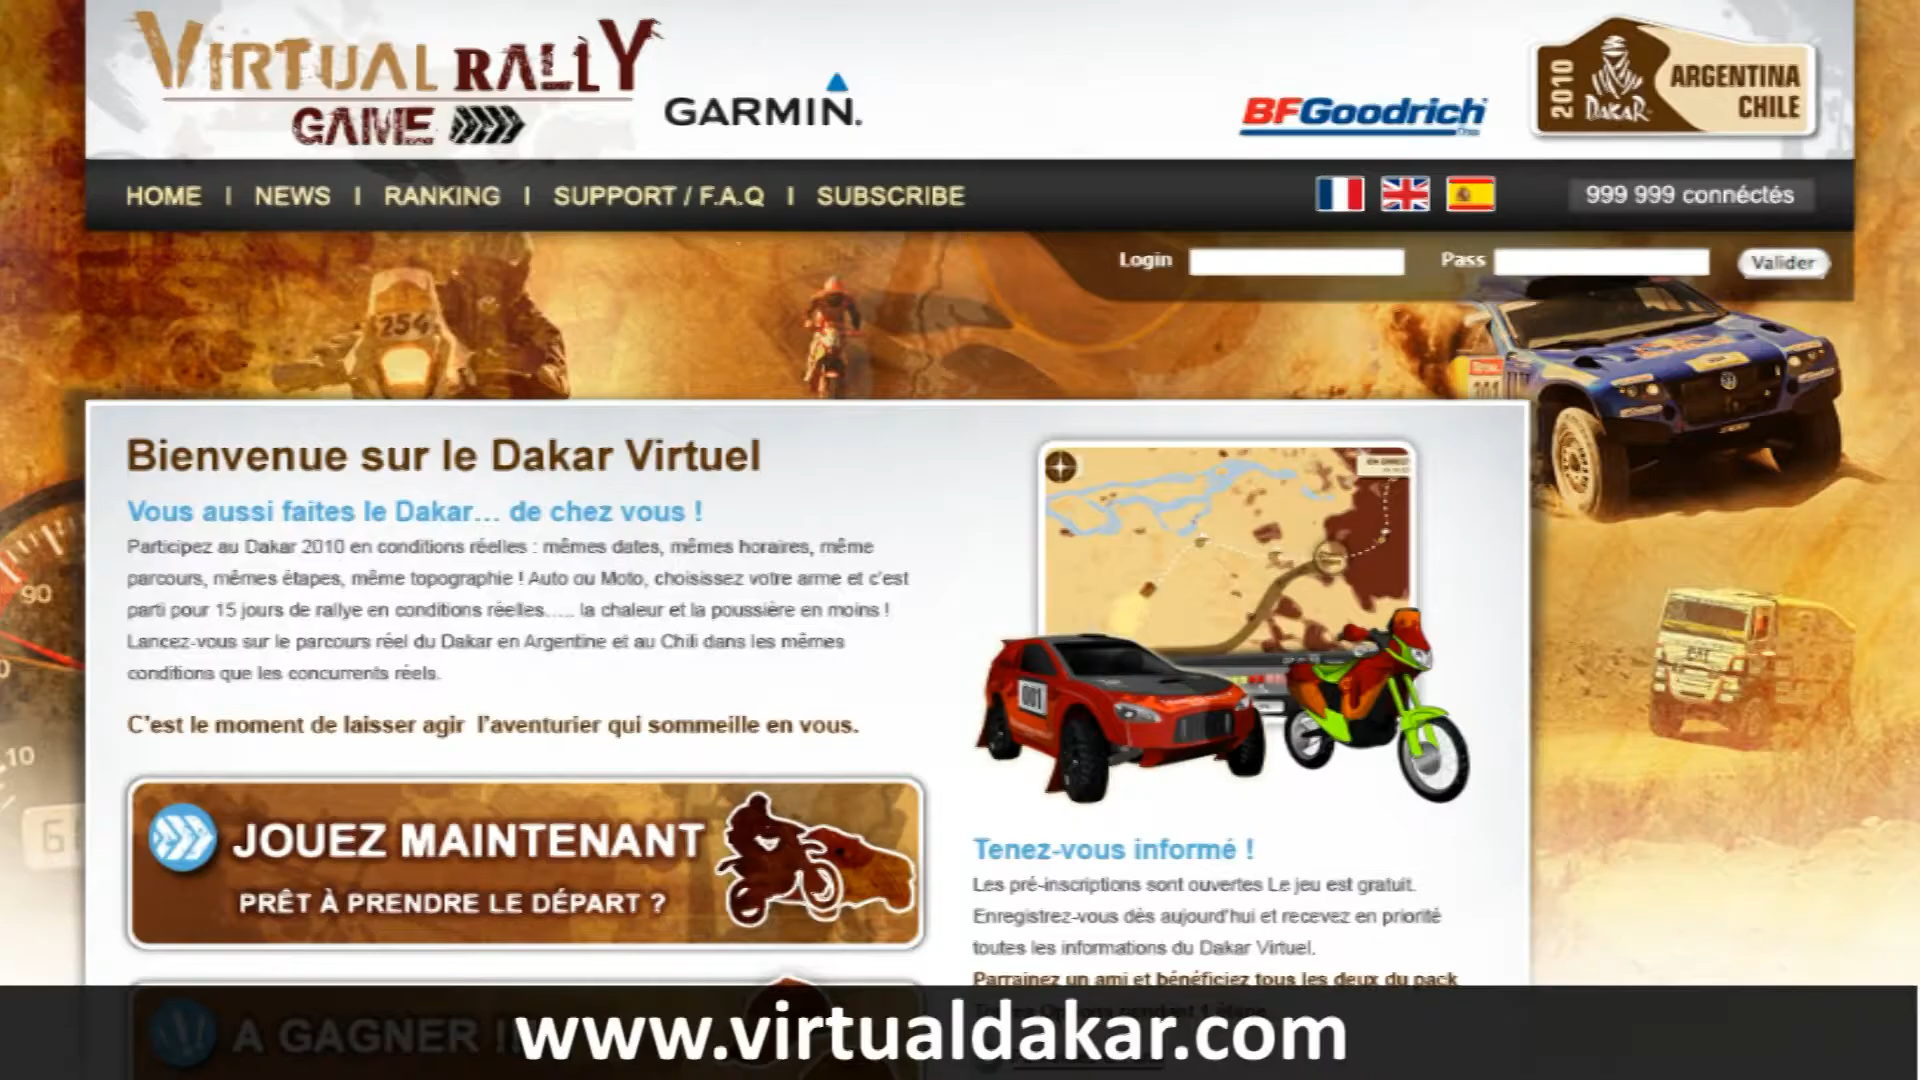 VIRTUAL RALLY
GAME
GARMIN.
BFGoodrich
2010
DAKAR
ARGENTINA
CHILE
HOME I NEWS I RANKING I SUPPORT / F.A.Q I SUBSCRIBE
999 999 connéctés
Login
Pass
Valider
254
Bienvenue sur le Dakar Virtuel
Vous aussi faites le Dakar... de chez vous !
Participez au Dakar 2010 en conditions réelles : mêmes dates, mêmes horaires, même
parcours, mêmes étapes, même topographie ! Auto ou Moto, choisissez votre arme et c'est
parti pour 15 jours de rallye en conditions réelles..... la chaleur et la poussière en moins !
Lancez-vous sur le parcours réel du Dakar en Argentine et au Chili dans les mêmes
conditions que les concurrents réels.
C'est le moment de laisser agir l'aventurier qui sommeille en vous.
90
10
001
CAT
JOUEZ MAINTENANT
PRÊT À PRENDRE LE DÉPART ?
Tenez-vous informé !
Les pré-inscriptions sont ouvertes Le jeu est gratuit.
Enregistrez-vous dès aujourd'hui et recevez en priorité
toutes les informations du Dakar Virtuel.
Parrainez un ami et bénéficiez tous les deux du pack
A GAGNER !
www.virtualdakar.com